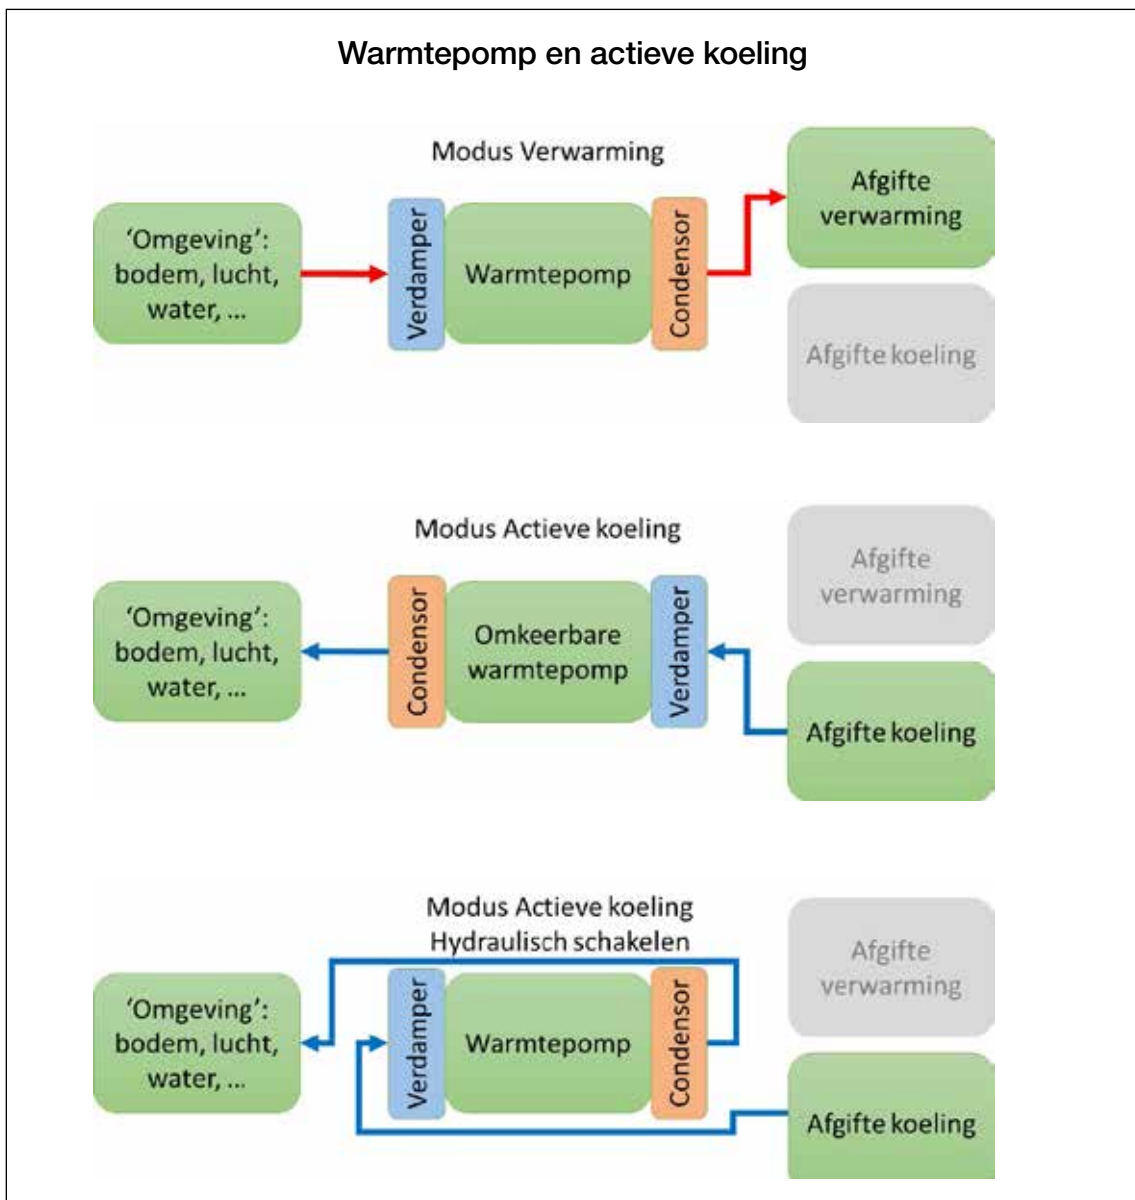 Warmtepomp en actieve koeling
Modus Verwarming
‘Omgeving’:
bodem, lucht,
water, ...
Verdamper
Warmtepomp
Condensor
Afgifte
verwarming
Afgifte koeling
Modus Actieve koeling
‘Omgeving’:
bodem, lucht,
water, ...
Condensor
Omkeerbare
warmtepomp
Verdamper
Afgifte
verwarming
Afgifte koeling
Modus Actieve koeling
Hydraulisch schakelen
‘Omgeving’:
bodem, lucht,
water, ...
Verdamper
Warmtepomp
Condensor
Afgifte
verwarming
Afgifte koeling